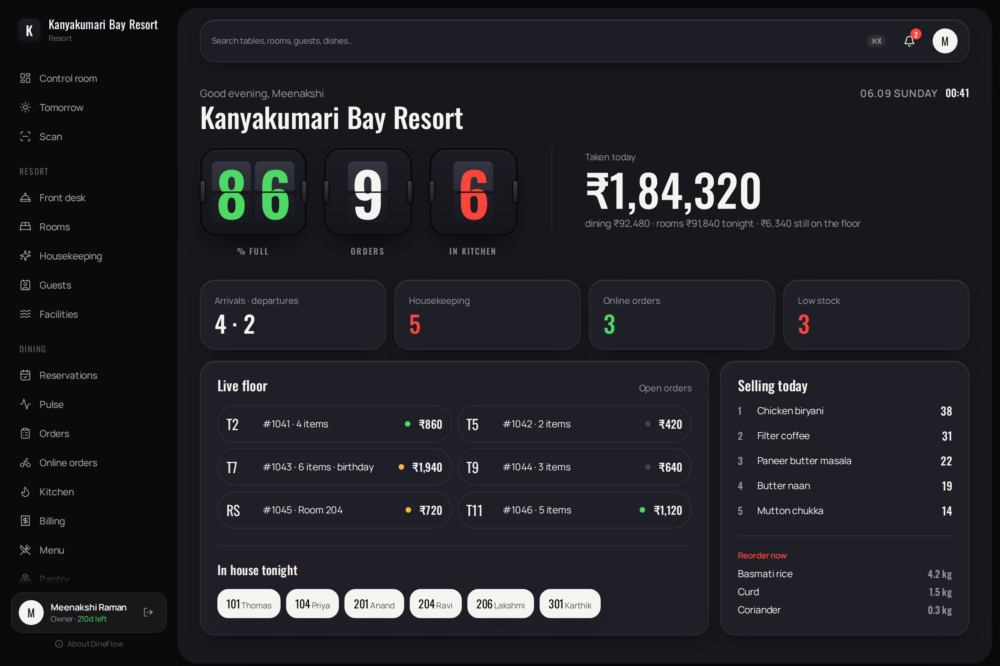 K
Kanyakumari Bay Resort
Resort
Control room
Tomorrow
Scan
RESORT
Front desk
Rooms
Housekeeping
Guests
Facilities
DINING
Reservations
Pulse
Orders
Online orders
Kitchen
Billing
Menu
Pantry
M
Meenakshi Raman
Owner · 210d left
About DineFlow
Search tables, rooms, guests, dishes...
⌘K
2
M
Good evening, Meenakshi
06.09 SUNDAY 00:41
Kanyakumari Bay Resort
86
% FULL
9
ORDERS
6
IN KITCHEN
Taken today
₹1,84,320
dining ₹92,480 · rooms ₹91,840 tonight · ₹6,340 still on the floor
Arrivals · departures
4 · 2
Housekeeping
5
Online orders
3
Low stock
3
Live floor
Open orders
T2 #1041 · 4 items ₹860
T5 #1042 · 2 items ₹420
T7 #1043 · 6 items · birthday ₹1,940
T9 #1044 · 3 items ₹640
RS #1045 · Room 204 ₹720
T11 #1046 · 5 items ₹1,120
In house tonight
101 Thomas
104 Priya
201 Anand
204 Ravi
206 Lakshmi
301 Karthik
Selling today
1 Chicken biryani 38
2 Filter coffee 31
3 Paneer butter masala 22
4 Butter naan 19
5 Mutton chukka 14
Reorder now
Basmati rice 4.2 kg
Curd 1.5 kg
Coriander 0.3 kg